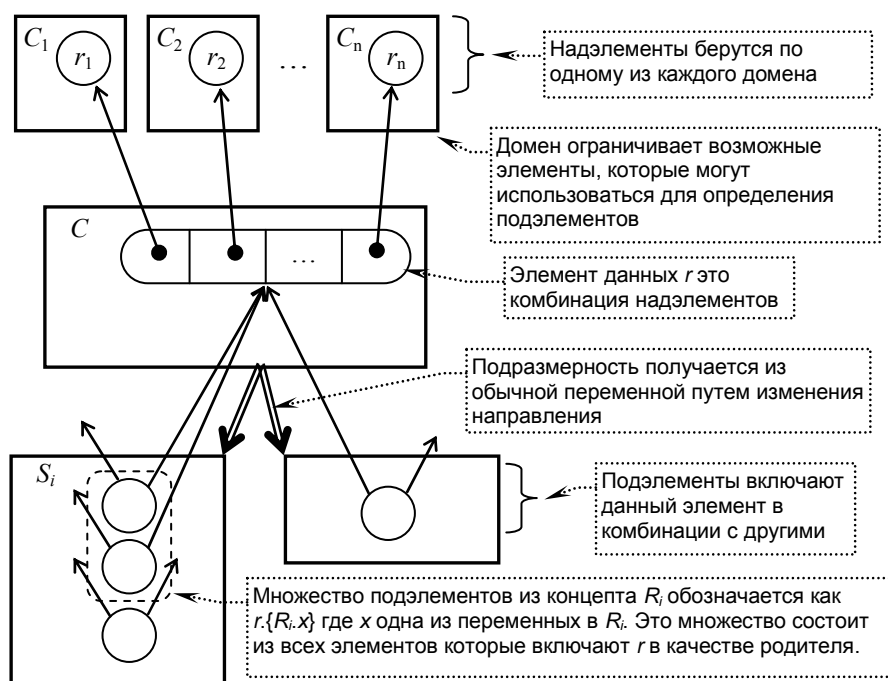 C₁ r₁ C₂ r₂ … Cₙ rₙ
Надэлементы берутся по
одному из каждого домена
Домен ограничивает возможные
элементы, которые могут
использоваться для определения
подэлементов
C
…
Элемент данных r это
комбинация надэлементов
Подразмерность получается из
обычной переменной путем изменения
направления
Sᵢ
Подэлементы включают
данный элемент в
комбинации с другими
Множество подэлементов из концепта Rᵢ обозначается как
r.{Rᵢ.x} где x одна из переменных в Rᵢ. Это множество состоит
из всех элементов которые включают r в качестве родителя.